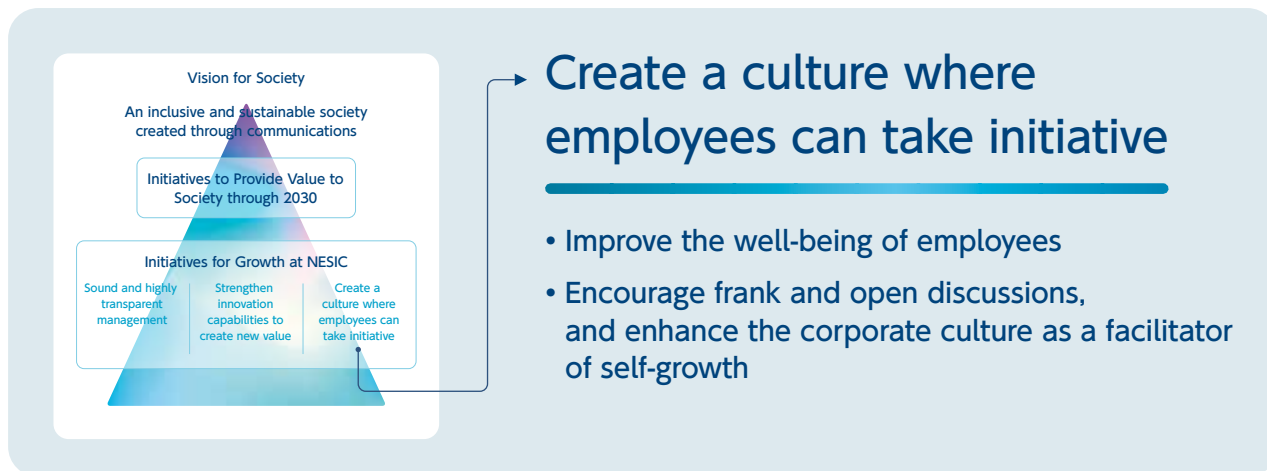 Vision for Society
An inclusive and sustainable society
created through communications
Initiatives to Provide Value to
Society through 2030
Initiatives for Growth at NESIC
Sound and highly
transparent
management
Strengthen
innovation
capabilities to
create new value
Create a
culture where
employees can
take initiative
Create a culture where
employees can take initiative
• Improve the well-being of employees
• Encourage frank and open discussions,
and enhance the corporate culture as a facilitator
of self-growth